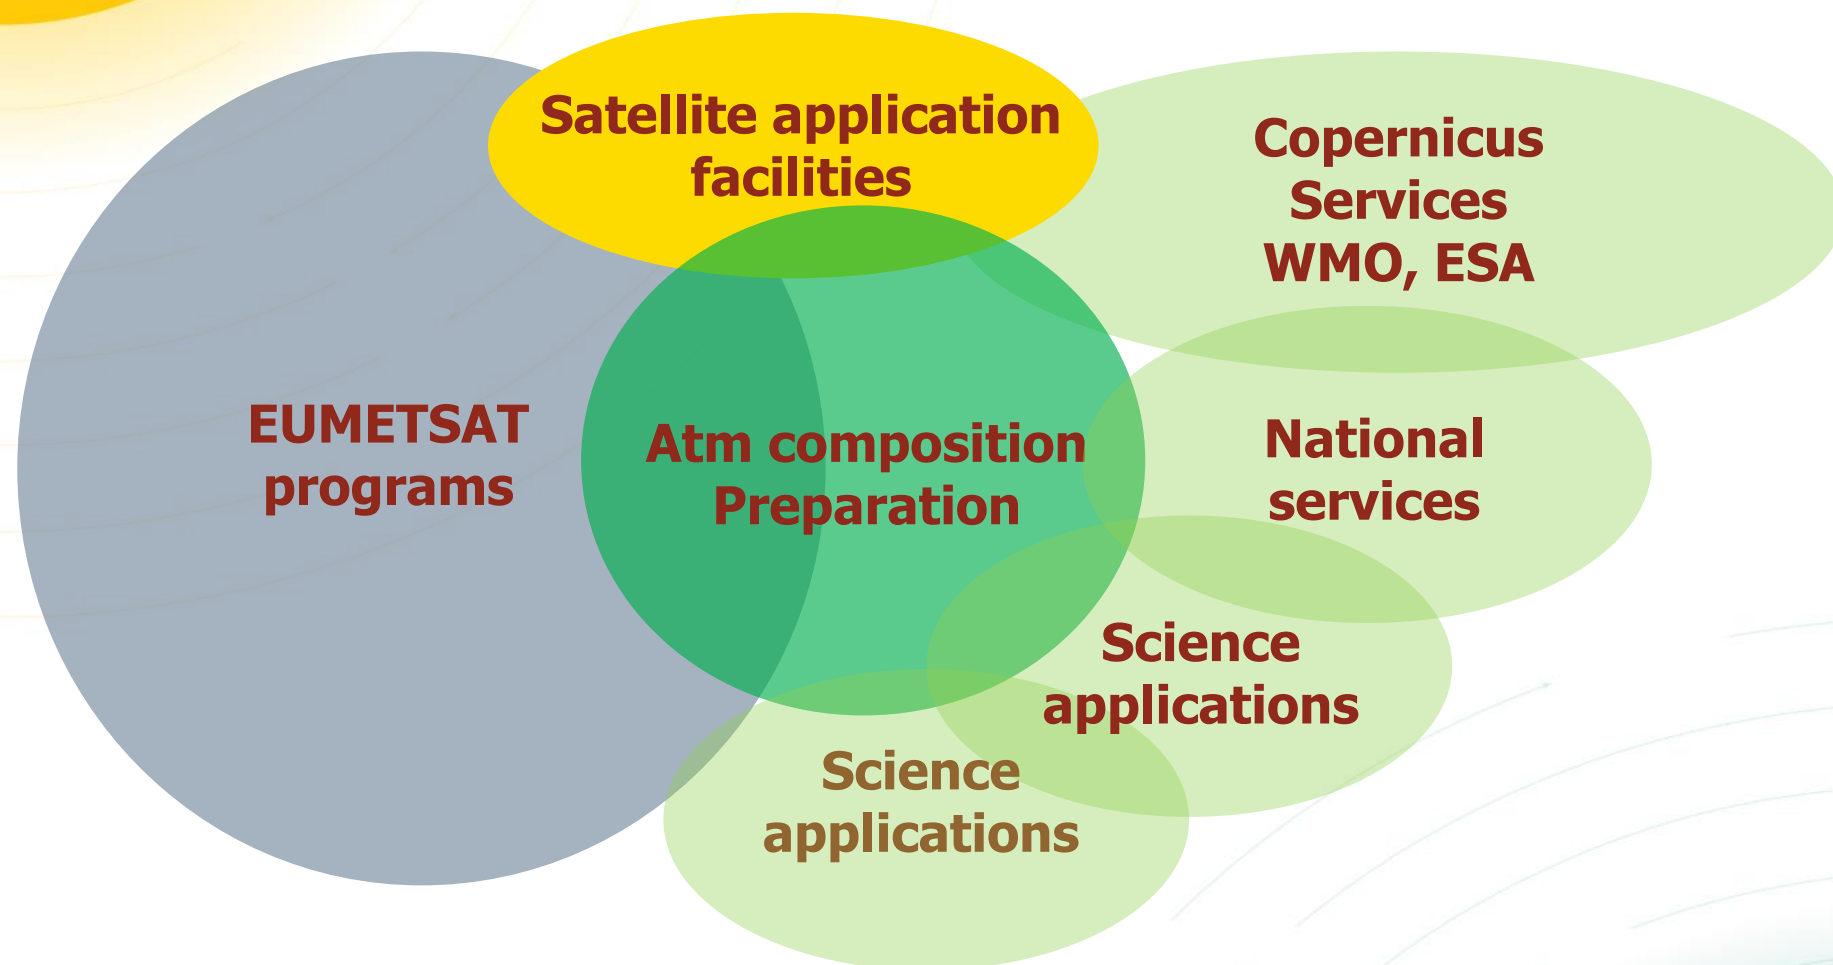 Satellite application
facilities
Copernicus
Services
WMO, ESA
EUMETSAT
programs
Atm composition
Preparation
National
services
Science
applications
Science
applications